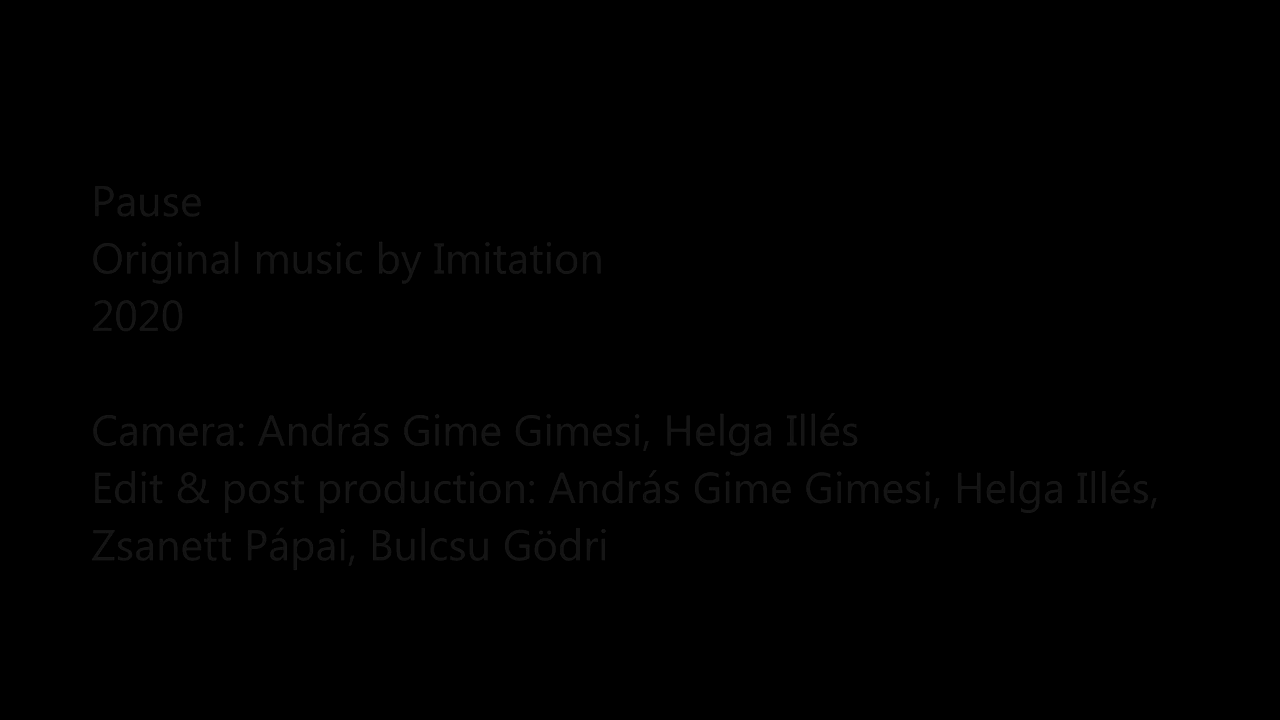 Pause
Original music by Imitation
2020
Camera: András Gime Gimesi, Helga Illés
Edit & post production: András Gime Gimesi, Helga Illés,
Zsanett Pápai, Bulcsu Gödri